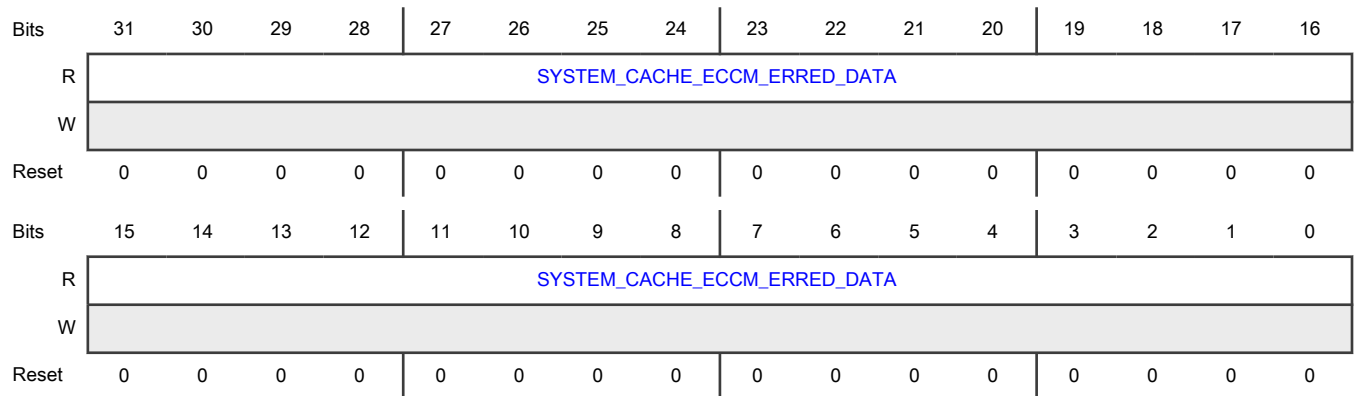 Bits 31 30 29 28 27 26 25 24 23 22 21 20 19 18 17 16
R SYSTEM_CACHE_ECCM_ERRED_DATA
W
Reset 0 0 0 0 0 0 0 0 0 0 0 0 0 0 0 0
Bits 15 14 13 12 11 10 9 8 7 6 5 4 3 2 1 0
R SYSTEM_CACHE_ECCM_ERRED_DATA
W
Reset 0 0 0 0 0 0 0 0 0 0 0 0 0 0 0 0